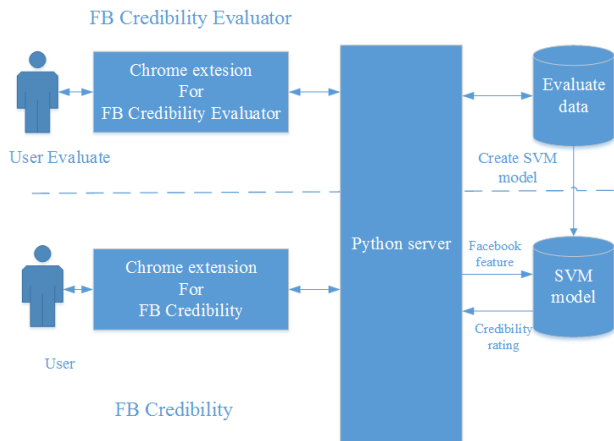 FB Credibility Evaluator
Chrome extesion
For
FB Credibility Evaluator
User Evaluate
Evaluate
data
Create SVM
model
Python server
Chrome extension
For
FB Credibility
User
Facebook
feature
SVM
model
Credibility
rating
FB Credibility